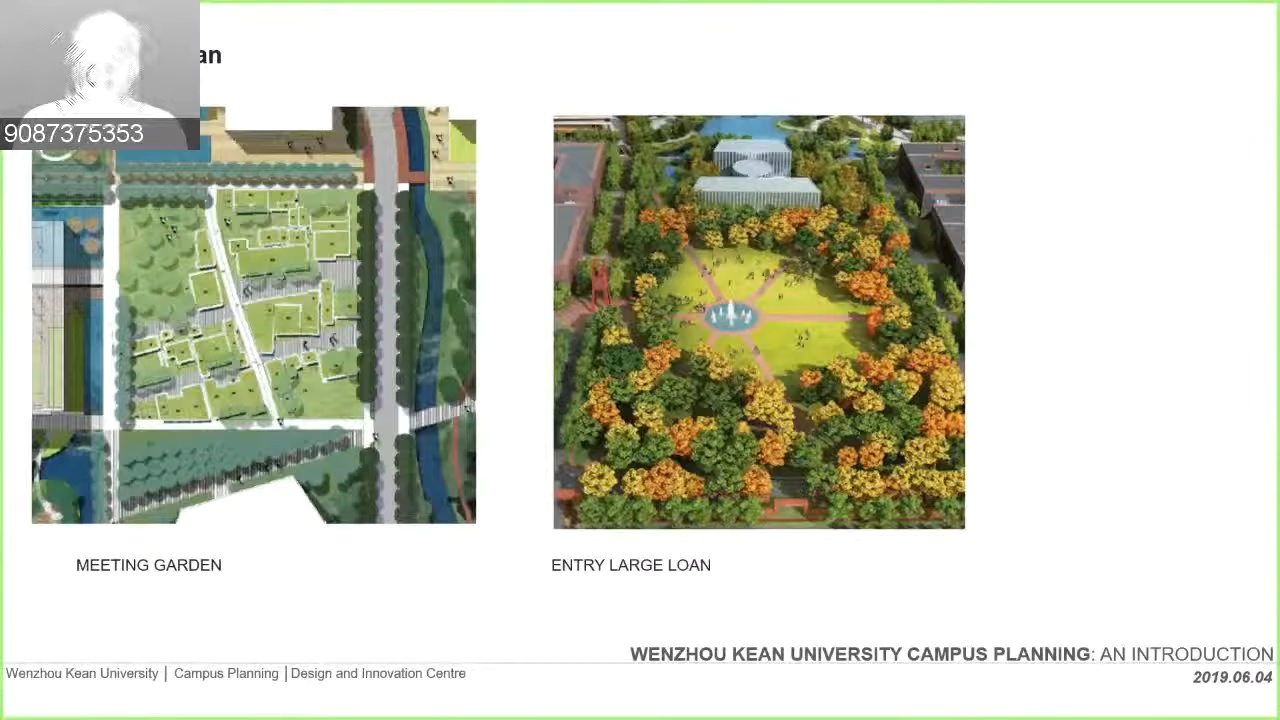 an
9087375353
MEETING GARDEN
ENTRY LARGE LOAN
WENZHOU KEAN UNIVERSITY CAMPUS PLANNING: AN INTRODUCTION
Wenzhou Kean University │ Campus Planning │Design and Innovation Centre
2019.06.04